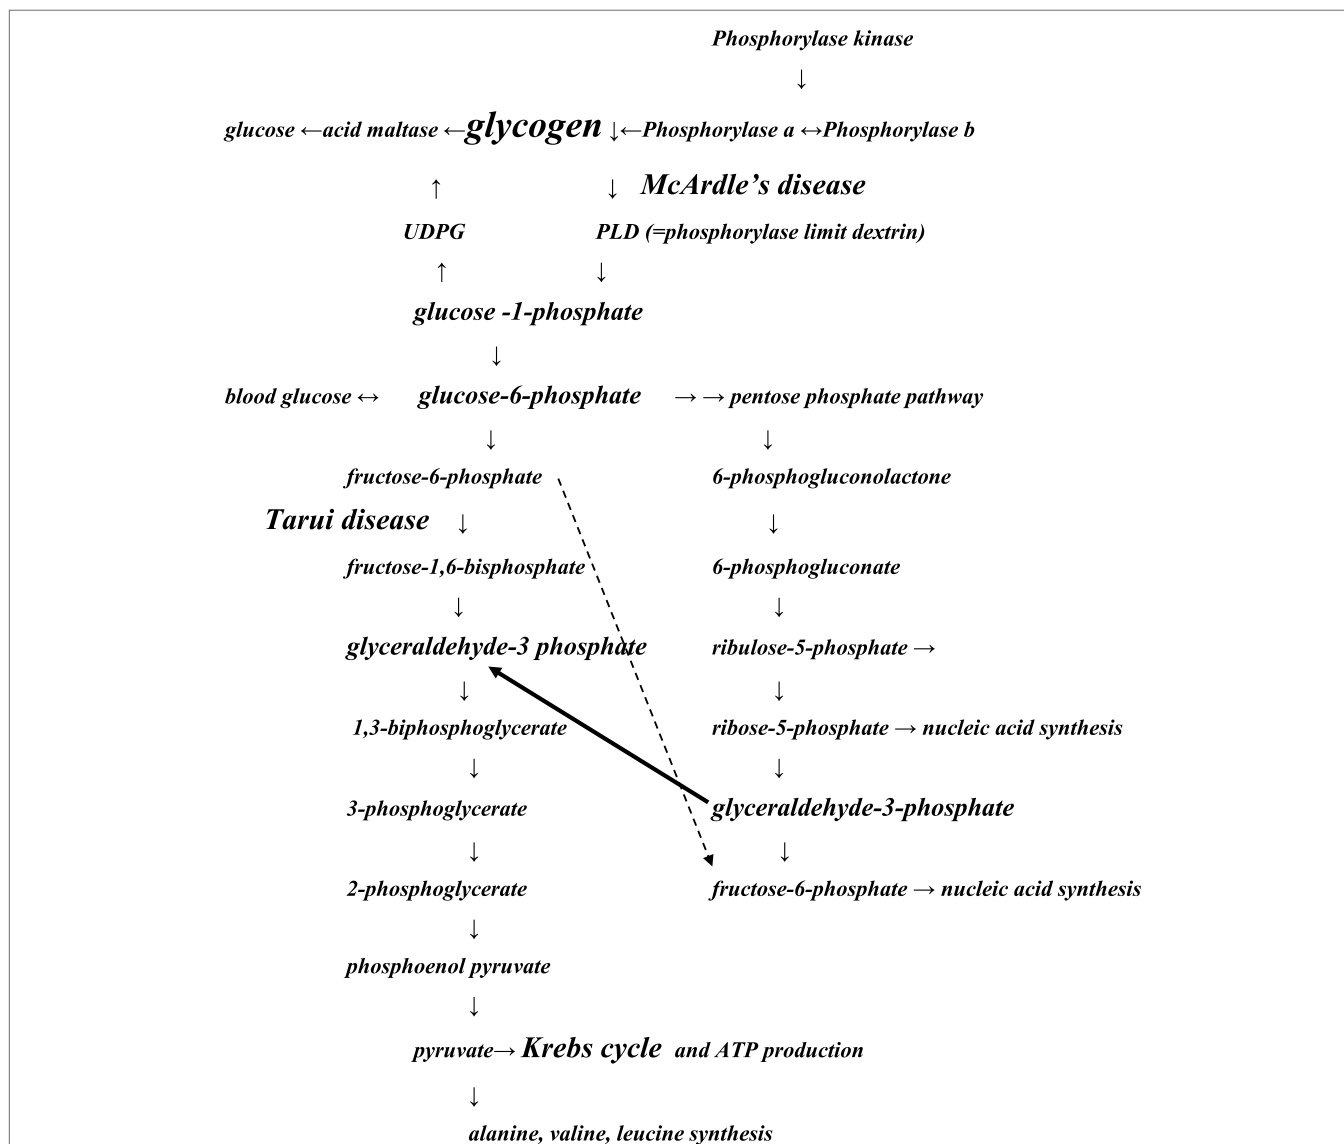 Phosphorylase kinase
↓
glucose ←acid maltase ←glycogen ↓←Phosphorylase a ↔Phosphorylase b
↑ ↓ McArdle’s disease
UDPG PLD (=phosphorylase limit dextrin)
↑ ↓
glucose -1-phosphate
↓
blood glucose ↔ glucose-6-phosphate → → pentose phosphate pathway
↓ ↓
fructose-6-phosphate 6-phosphogluconolactone
Tarui disease ↓ ↓
fructose-1,6-bisphosphate 6-phosphogluconate
↓ ↓
glyceraldehyde-3 phosphate ribulose-5-phosphate →
↓ ↓
1,3-biphosphoglycerate ribose-5-phosphate → nucleic acid synthesis
↓ ↓
3-phosphoglycerate glyceraldehyde-3-phosphate
↓ ↓
2-phosphoglycerate fructose-6-phosphate → nucleic acid synthesis
↓
phosphoenol pyruvate
↓
pyruvate→ Krebs cycle and ATP production
↓
alanine, valine, leucine synthesis